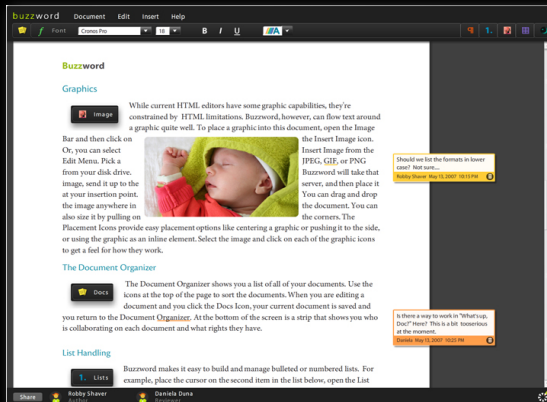 buzzword Document Edit Insert Help
Font Cronos Pro 18 B I U A 1.
Buzzword
Graphics
Image
While current HTML editors have some graphic capabilities, they're
constrained by HTML limitations. Buzzword, however, can flow text around
a graphic quite well. To place a graphic into this document, open the Image
Bar and then click on the Insert Image icon.
Or, you can select Insert Image from the
Edit Menu. Pick a JPEG, GIF, or PNG
from your disk drive. Buzzword will take that
image, send it up to the server, and then place it
at your insertion point. You can drag and drop
the image anywhere in the document. You can
also size it by pulling on the corners. The
Placement Icons provide easy placement options like centering a graphic or pushing it to the side,
or using the graphic as an inline element. Select the image and click on each of the graphic icons
to get a feel for how they work.
Should we list the formats in lower
case? Not sure....
Robby Shaver May 13, 2007 10:15 PM
The Document Organizer
Docs
The Document Organizer shows you a list of all of your documents. Use the
icons at the top of the page to sort the documents. When you are editing a
document and you click the Docs Icon, your current document is saved and
you return to the Document Organizer. At the bottom of the screen is a strip that shows you who
is collaborating on each document and what rights they have.
Is there a way to work in "What's up,
Doc?" Here? This is a bit tooserious
at the moment.
Daniela May 13, 2007 10:25 PM
List Handling
1. Lists
Buzzword makes it easy to build and manage bulleted or numbered lists. For
example, place the cursor on the second item in the list below, open the List
Share Robby Shaver Daniela Duna
Author Reviewer